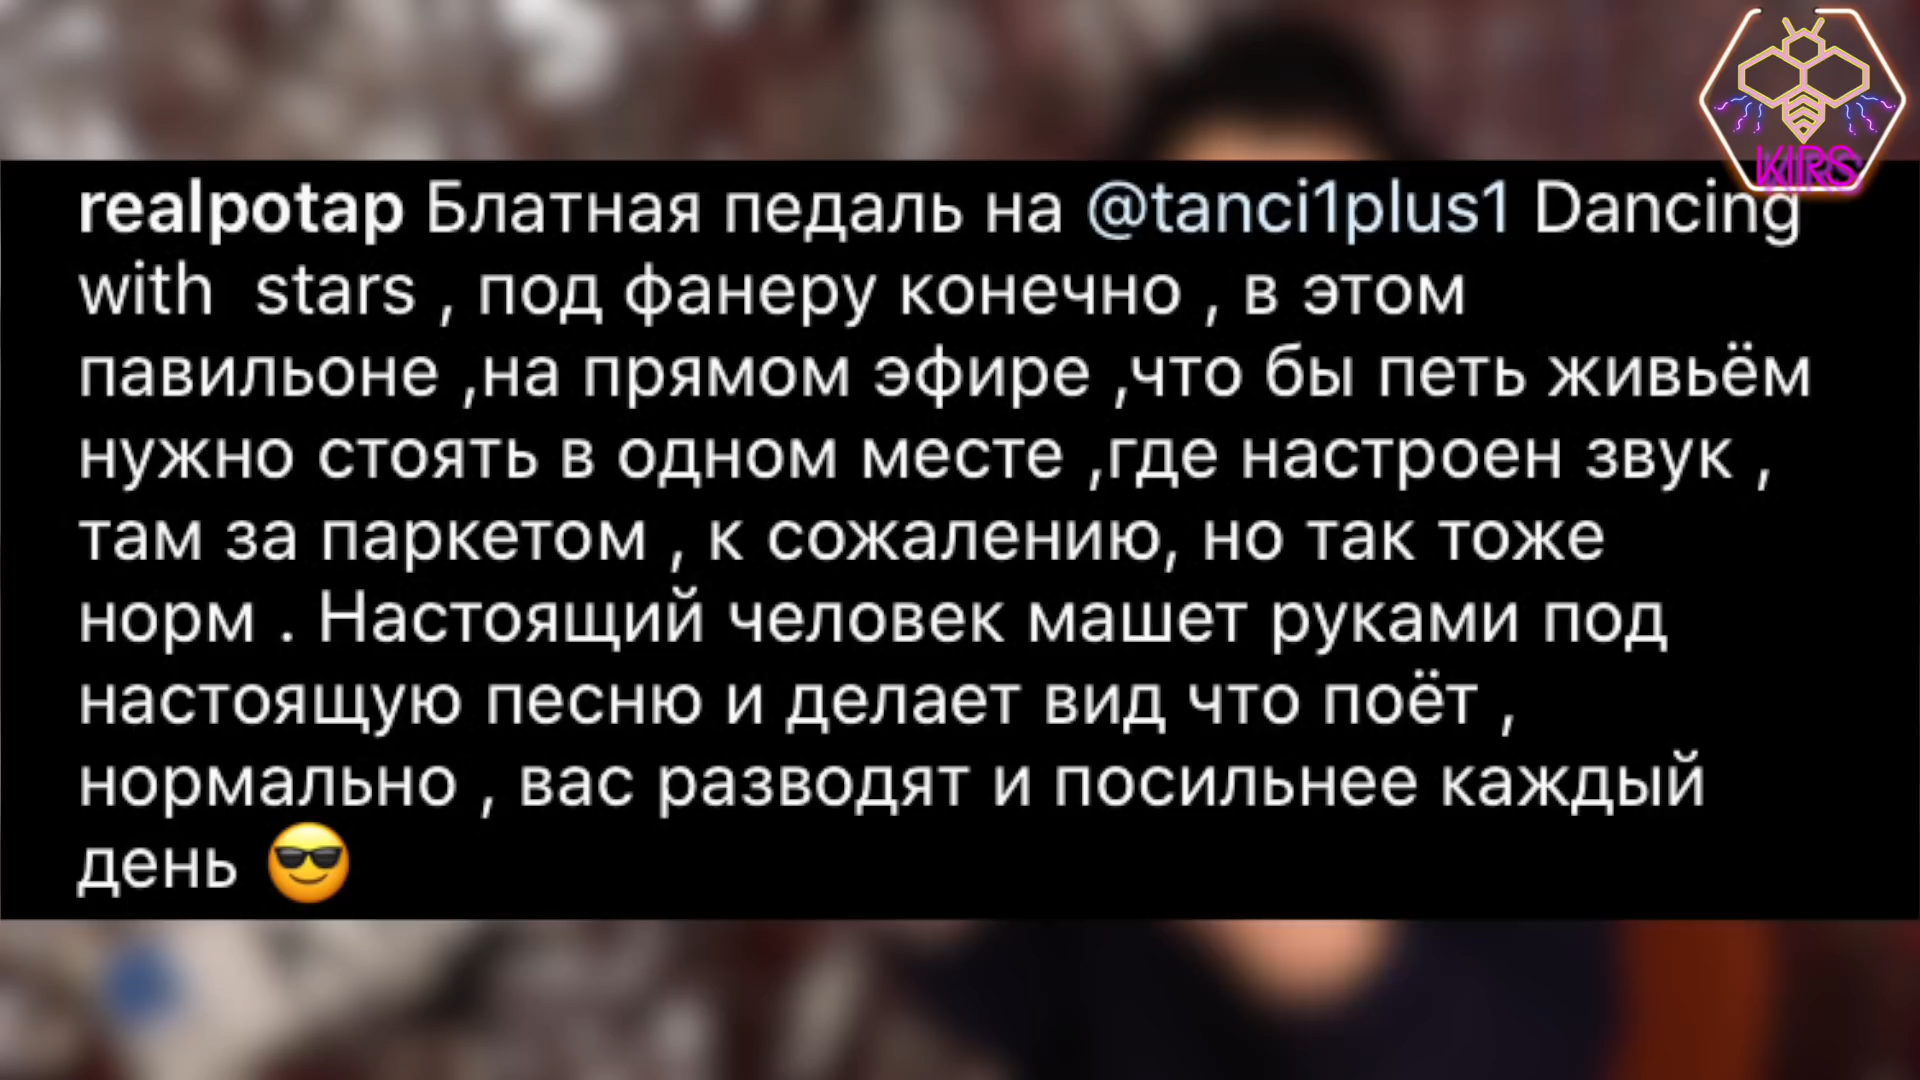 KIRS
realpotap Блатная педаль на @tanci1plus1 Dancing
with stars , под фанеру конечно , в этом
павильоне ,на прямом эфире ,что бы петь живьём
нужно стоять в одном месте ,где настроен звук ,
там за паркетом , к сожалению, но так тоже
норм . Настоящий человек машет руками под
настоящую песню и делает вид что поёт ,
нормально , вас разводят и посильнее каждый
день 😎